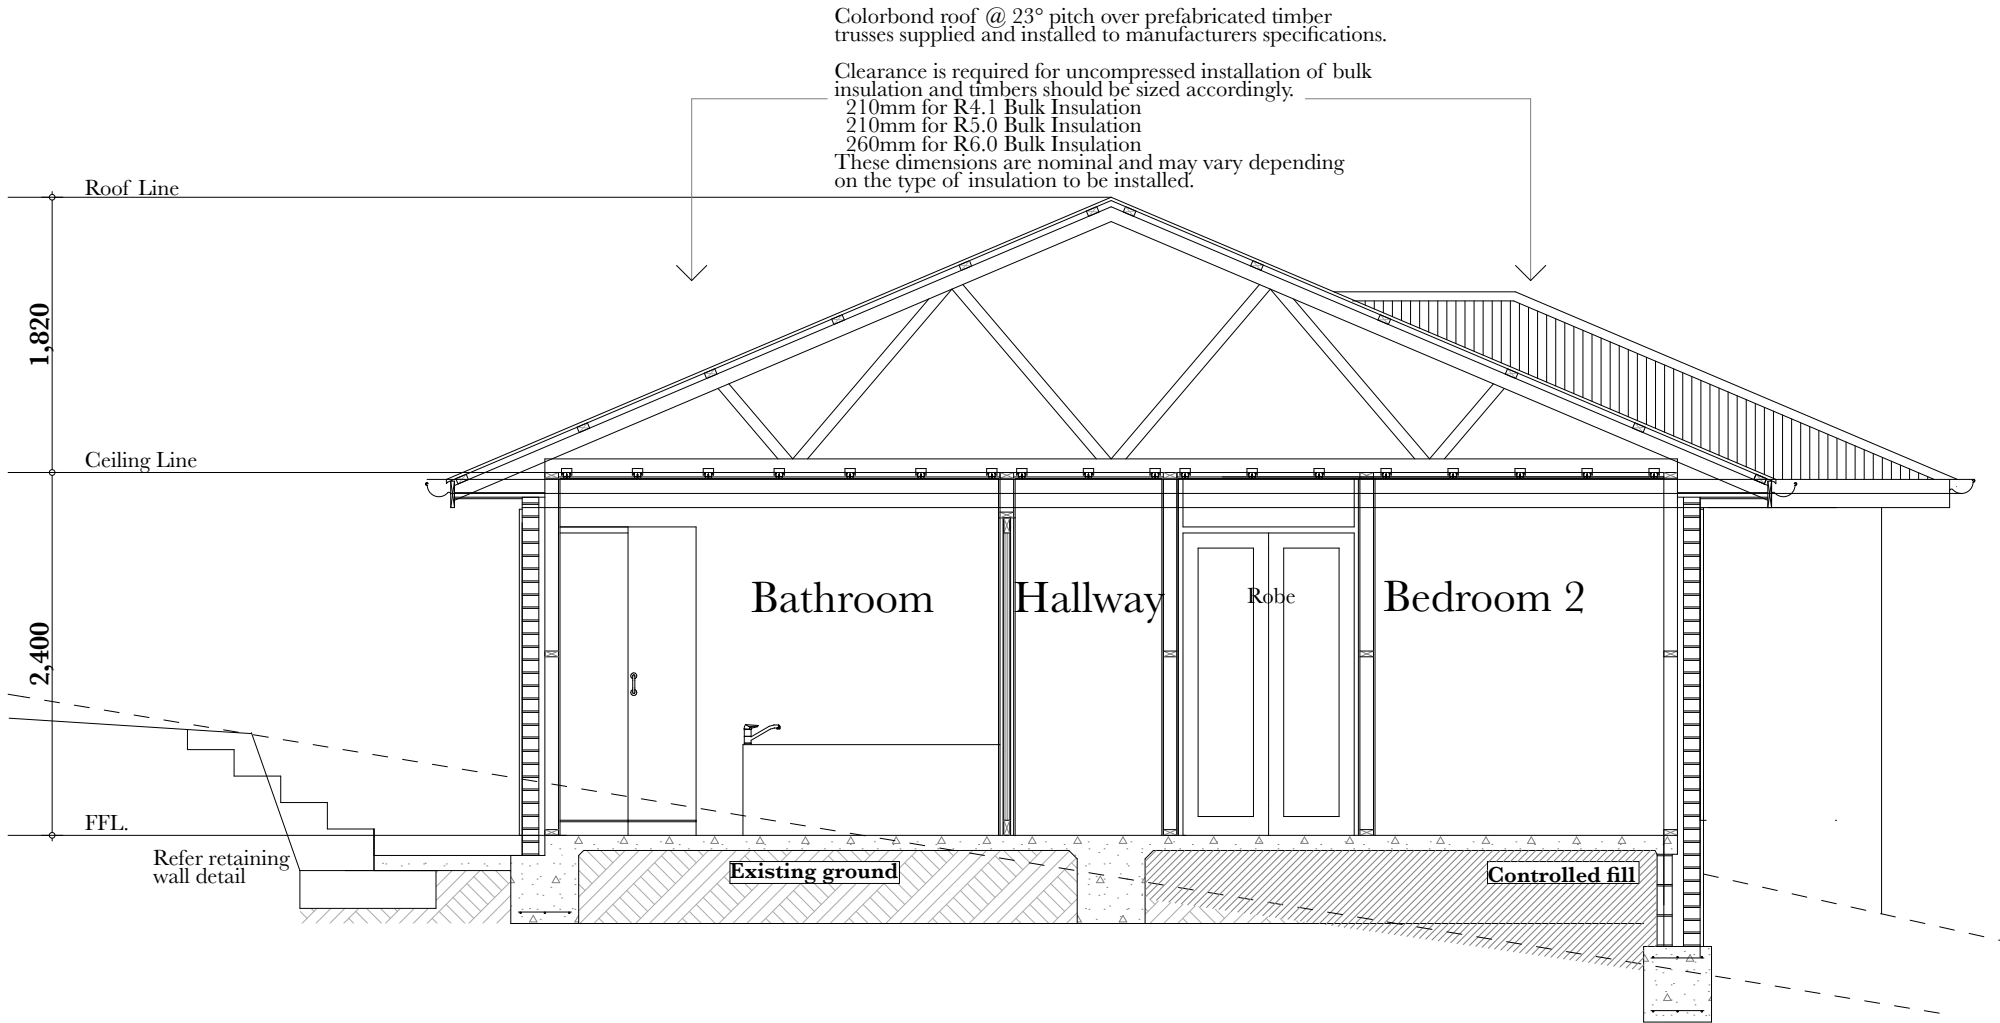 Colorbond roof @ 23° pitch over prefabricated timber
trusses supplied and installed to manufacturers specifications.
Clearance is required for uncompressed installation of bulk
insulation and timbers should be sized accordingly.
210mm for R4.1 Bulk Insulation
210mm for R5.0 Bulk Insulation
260mm for R6.0 Bulk Insulation
These dimensions are nominal and may vary depending
on the type of insulation to be installed.
Roof Line
1,820
Ceiling Line
2,400
Bathroom
Hallway
Robe
Bedroom 2
FFL.
Refer retaining
wall detail
Existing ground
Controlled fill